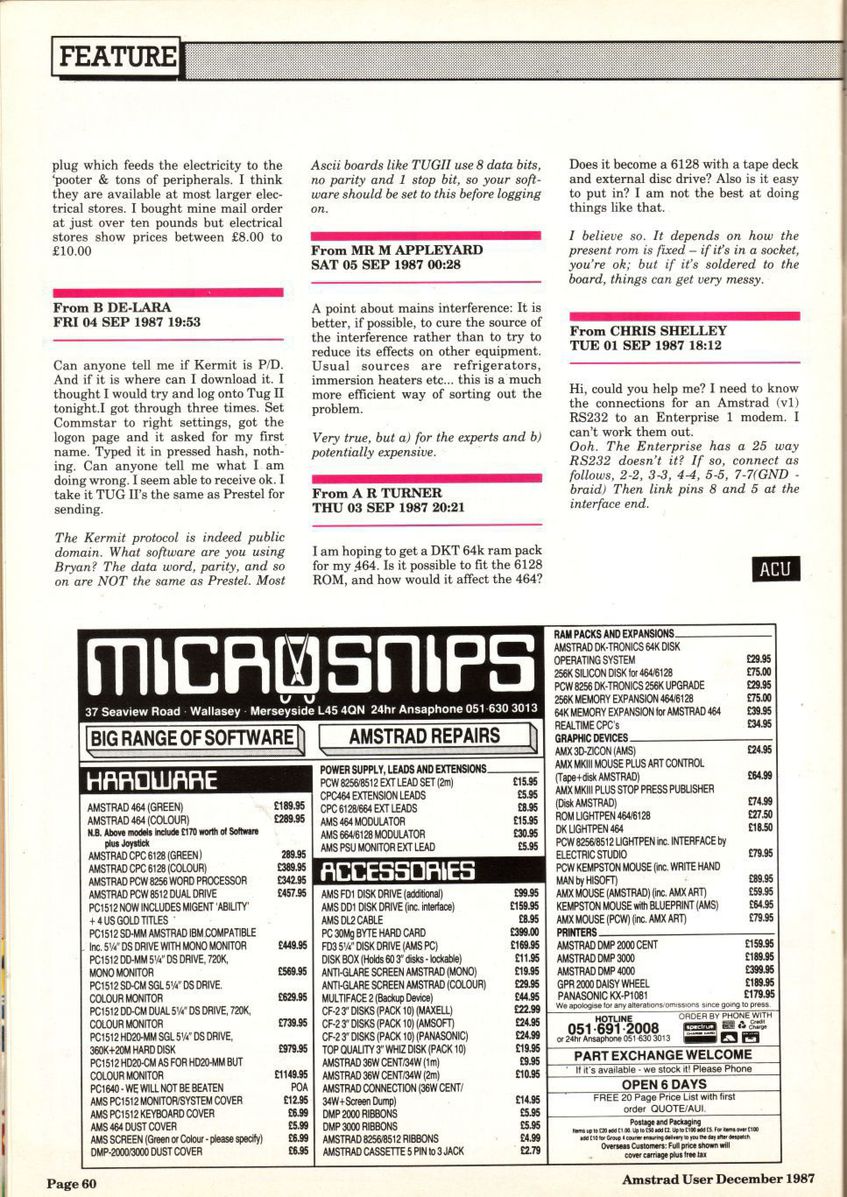 FEATURE
plug which feeds the electricity to the
'pooter & tons of peripherals. I think
they are available at most larger elec-
trical stores. I bought mine mail order
at just over ten pounds but electrical
stores show prices between £8.00 to
£10.00
From B DE-LARA
FRI 04 SEP 1987 19:53
Can anyone tell me if Kermit is P/D.
And if it is where can I download it. I
thought I would try and log onto Tug II
tonight.I got through three times. Set
Commstar to right settings, got the
logon page and it asked for my first
name. Typed it in pressed hash, noth-
ing. Can anyone tell me what I am
doing wrong. I seem able to receive ok. I
take it TUG II's the same as Prestel for
sending.
The Kermit protocol is indeed public
domain. What software are you using
Bryan? The data word, parity, and so
on are NOT the same as Prestel. Most
Ascii boards like TUGII use 8 data bits,
no parity and 1 stop bit, so your soft-
ware should be set to this before logging
on.
From MR M APPLEYARD
SAT 05 SEP 1987 00:28
A point about mains interference: It is
better, if possible, to cure the source of
the interference rather than to try to
reduce its effects on other equipment.
Usual sources are refrigerators,
immersion heaters etc... this is a much
more efficient way of sorting out the
problem.
Very true, but a) for the experts and b)
potentially expensive.
From A R TURNER
THU 03 SEP 1987 20:21
I am hoping to get a DKT 64k ram pack
for my 464. Is it possible to fit the 6128
ROM, and how would it affect the 464?
Does it become a 6128 with a tape deck
and external disc drive? Also is it easy
to put in? I am not the best at doing
things like that.
I believe so. It depends on how the
present rom is fixed – if it's in a socket,
you're ok; but if it's soldered to the
board, things can get very messy.
From CHRIS SHELLEY
TUE 01 SEP 1987 18:12
Hi, could you help me? I need to know
the connections for an Amstrad (v1)
RS232 to an Enterprise 1 modem. I
can't work them out.
Ooh. The Enterprise has a 25 way
RS232 doesn't it? If so, connect as
follows, 2-2, 3-3, 4-4, 5-5, 7-7(GND -
braid) Then link pins 8 and 5 at the
interface end.
ACU
MICROSNIPS
37 Seaview Road · Wallasey · Merseyside L45 4QN 24hr Ansaphone 051·630 3013
BIG RANGE OF SOFTWARE
AMSTRAD REPAIRS
HARDWARE
AMSTRAD 464 (GREEN) £189.95
AMSTRAD 464 (COLOUR) £289.95
N.B. Above models include £170 worth of Software
plus Joystick
AMSTRAD CPC 6128 (GREEN) 289.95
AMSTRAD CPC 6128 (COLOUR) £389.95
AMSTRAD PCW 8256 WORD PROCESSOR £342.95
AMSTRAD PCW 8512 DUAL DRIVE £457.95
PC1512 NOW INCLUDES MIGENT 'ABILITY'
+ 4 US GOLD TITLES
PC1512 SD-MM AMSTRAD IBM COMPATIBLE
Inc. 5¼" DS DRIVE WITH MONO MONITOR £449.95
PC1512 DD-MM 5¼" DS DRIVE, 720K,
MONO MONITOR £569.95
PC1512 SD-CM SGL 5¼" DS DRIVE.
COLOUR MONITOR £629.95
PC1512 DD-CM DUAL 5¼" DS DRIVE, 720K,
COLOUR MONITOR £739.95
PC1512 HD20-MM SGL 5¼" DS DRIVE,
360K+20M HARD DISK £979.95
PC1512 HD20-CM AS FOR HD20-MM BUT
COLOUR MONITOR £1149.95
PC1640 - WE WILL NOT BE BEATEN POA
AMS PC1512 MONITOR/SYSTEM COVER £12.95
AMS PC1512 KEYBOARD COVER £6.99
AMS 464 DUST COVER £5.99
AMS SCREEN (Green or Colour - please specify) £6.99
DMP-2000/3000 DUST COVER £6.95
POWER SUPPLY, LEADS AND EXTENSIONS
PCW 8256/8512 EXT LEAD SET (2m) £15.95
CPC464 EXTENSION LEADS £5.95
CPC 6128/664 EXT LEADS £8.95
AMS 464 MODULATOR £15.95
AMS 664/6128 MODULATOR £30.95
AMS PSU MONITOR EXT LEAD £5.95
ACCESSORIES
AMS FD1 DISK DRIVE (additional) £99.95
AMS DD1 DISK DRIVE (inc. interface) £159.95
AMS DL2 CABLE £8.95
PC 30Mg BYTE HARD CARD £399.00
FD3 5¼" DISK DRIVE (AMS PC) £169.95
DISK BOX (Holds 60 3" disks - lockable) £11.95
ANTI-GLARE SCREEN AMSTRAD (MONO) £19.95
ANTI-GLARE SCREEN AMSTRAD (COLOUR) £29.95
MULTIFACE 2 (Backup Device) £44.95
CF-2 3" DISKS (PACK 10) (MAXELL) £22.99
CF-2 3" DISKS (PACK 10) (AMSOFT) £24.95
CF-2 3" DISKS (PACK 10) (PANASONIC) £24.99
TOP QUALITY 3" WHIZ DISK (PACK 10) £19.95
AMSTRAD 36W CENT/34W (1m) £9.95
AMSTRAD 36W CENT/34W (2m) £10.95
AMSTRAD CONNECTION (36W CENT/
34W+Screen Dump) £14.95
DMP 2000 RIBBONS £5.95
DMP 3000 RIBBONS £5.95
AMSTRAD 8256/8512 RIBBONS £4.99
AMSTRAD CASSETTE 5 PIN to 3 JACK £2.79
RAM PACKS AND EXPANSIONS
AMSTRAD DK-TRONICS 64K DISK
OPERATING SYSTEM £29.95
256K SILICON DISK for 464/6128 £75.00
PCW 8256 DK-TRONICS 256K UPGRADE £29.95
256K MEMORY EXPANSION 464/6128 £75.00
64K MEMORY EXPANSION for AMSTRAD 464 £39.95
REALTIME CPC's £34.95
GRAPHIC DEVICES
AMX 3D-ZICON (AMS) £24.95
AMX MKIII MOUSE PLUS ART CONTROL
(Tape+disk AMSTRAD) £64.99
AMX MKIII PLUS STOP PRESS PUBLISHER
(Disk AMSTRAD) £74.99
ROM LIGHTPEN 464/6128 £27.50
DK LIGHTPEN 464 £18.50
PCW 8256/8512 LIGHTPEN inc. INTERFACE by
ELECTRIC STUDIO £79.95
PCW KEMPSTON MOUSE (inc. WRITE HAND
MAN by HISOFT) £89.95
AMX MOUSE (AMSTRAD) (inc. AMX ART) £59.95
KEMPSTON MOUSE with BLUEPRINT (AMS) £64.95
AMX MOUSE (PCW) (inc. AMX ART) £79.95
PRINTERS
AMSTRAD DMP 2000 CENT £159.95
AMSTRAD DMP 3000 £189.95
AMSTRAD DMP 4000 £399.95
GPR 2000 DAISY WHEEL £189.95
PANASONIC KX-P1081 £179.95
We apologise for any alterations/omissions since going to press.
HOTLINE
051·691·2008
or 24hr Ansaphone 051 630 3013
ORDER BY PHONE WITH
spectrum
CHARGE CARD
Credit
Charge
PART EXCHANGE WELCOME
If it's available - we stock it! Please Phone
OPEN 6 DAYS
FREE 20 Page Price List with first
order QUOTE/AUI.
Postage and Packaging
Items up to £20 add £1.00. Up to £50 add £2. Up to £100 add £5. For items over £100
add £10 for Group 4 courier ensuring delivery to you the day after despatch.
Overseas Customers: Full price shown will
cover carriage plus free tax
Page 60
Amstrad User December 1987